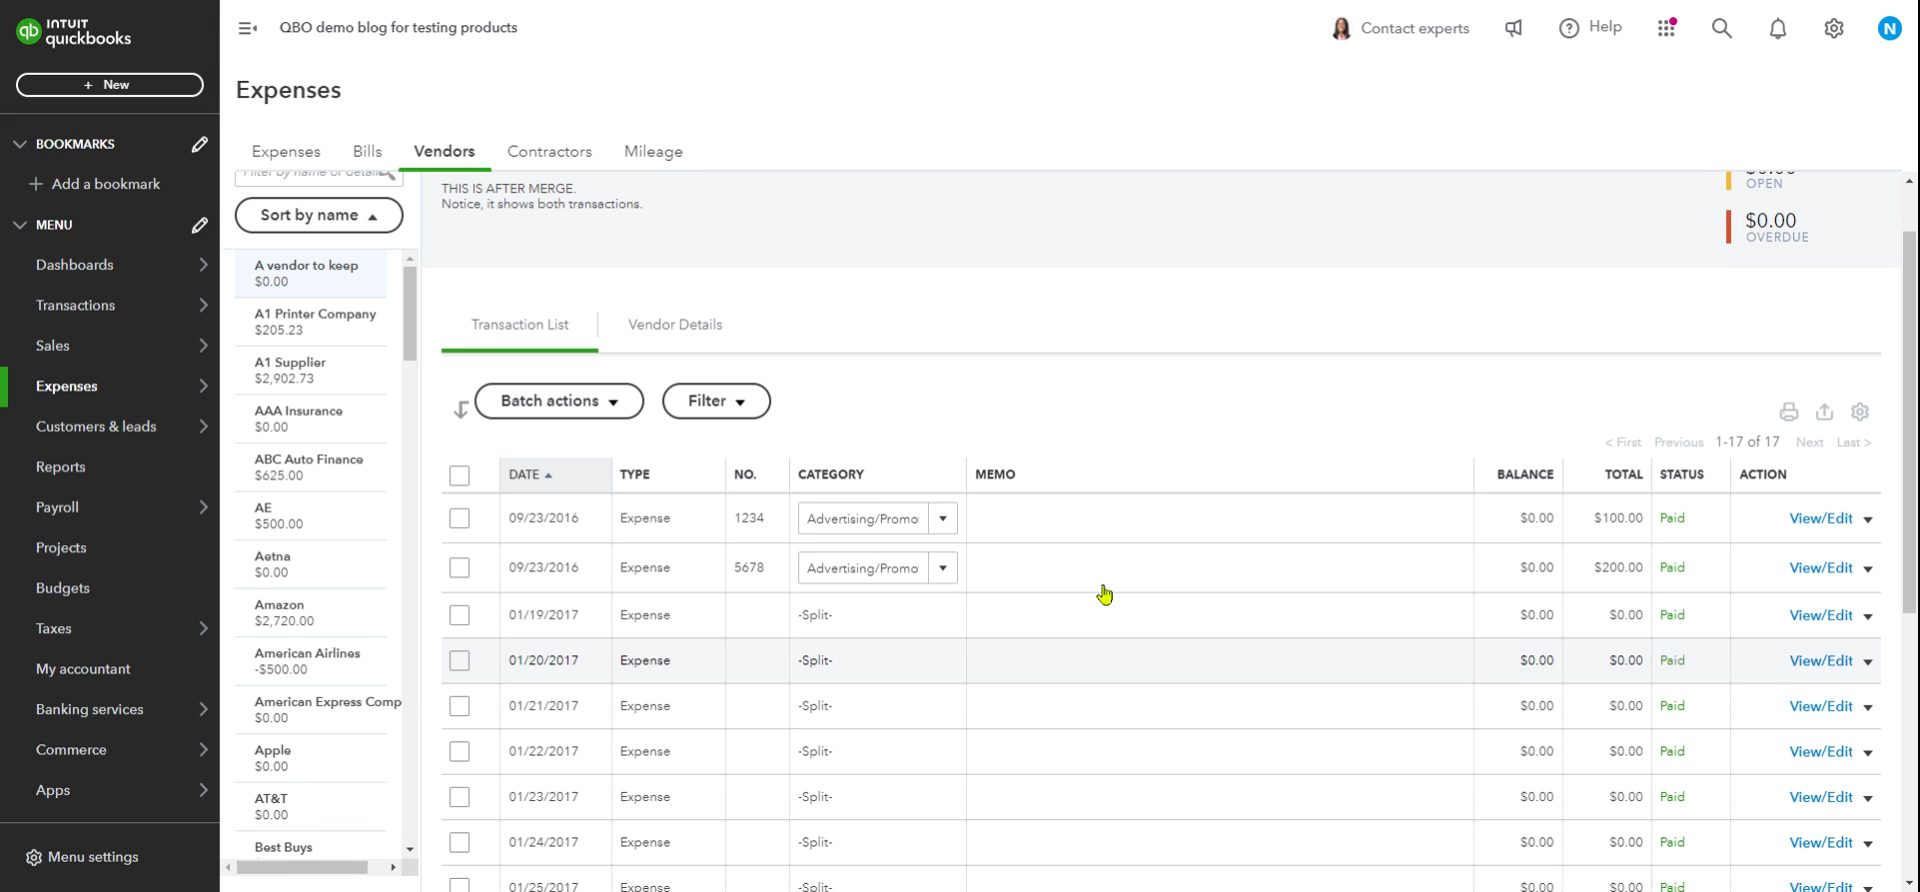 INTUIT
quickbooks
qb
QBO demo blog for testing products
Contact experts
Help
N
+ New
Expenses
BOOKMARKS
Add a bookmark
MENU
Dashboards
Transactions
Sales
Expenses
Customers & leads
Reports
Payroll
Projects
Budgets
Taxes
My accountant
Banking services
Commerce
Apps
Menu settings
Expenses Bills Vendors Contractors Mileage
Filter by name or details
Sort by name
A vendor to keep
$0.00
A1 Printer Company
$205.23
A1 Supplier
$2,902.73
AAA Insurance
$0.00
ABC Auto Finance
$625.00
AE
$500.00
Aetna
$0.00
Amazon
$2,720.00
American Airlines
-$500.00
American Express Comp
$0.00
Apple
$0.00
AT&T
$0.00
Best Buys
THIS IS AFTER MERGE.
Notice, it shows both transactions.
OPEN
$0.00
OVERDUE
Transaction List Vendor Details
Batch actions Filter
< First Previous 1-17 of 17 Next Last >
DATE TYPE NO. CATEGORY MEMO BALANCE TOTAL STATUS ACTION
09/23/2016 Expense 1234 Advertising/Promo $0.00 $100.00 Paid View/Edit
09/23/2016 Expense 5678 Advertising/Promo $0.00 $200.00 Paid View/Edit
01/19/2017 Expense -Split- $0.00 $0.00 Paid View/Edit
01/20/2017 Expense -Split- $0.00 $0.00 Paid View/Edit
01/21/2017 Expense -Split- $0.00 $0.00 Paid View/Edit
01/22/2017 Expense -Split- $0.00 $0.00 Paid View/Edit
01/23/2017 Expense -Split- $0.00 $0.00 Paid View/Edit
01/24/2017 Expense -Split- $0.00 $0.00 Paid View/Edit
01/25/2017 Expense -Split- $0.00 $0.00 Paid View/Edit